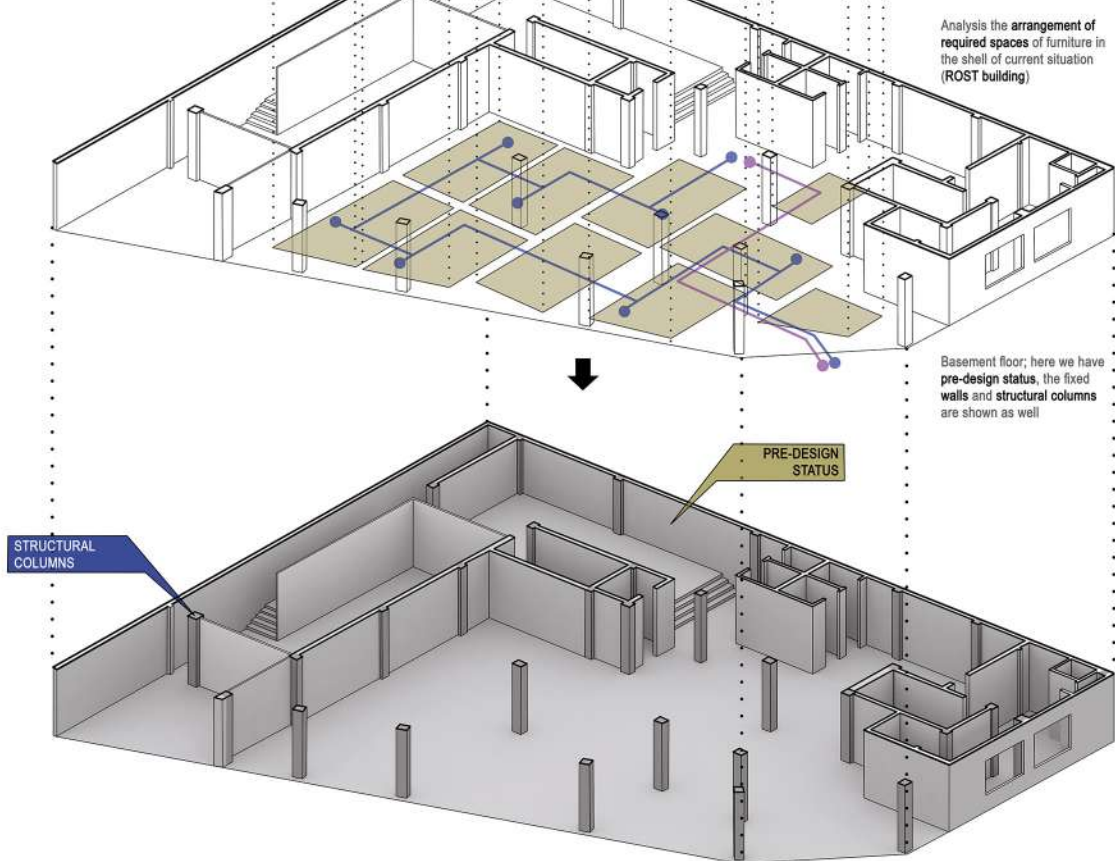 Analysis the arrangement of
required spaces of furniture in
the shell of current situation
(ROST building)
Basement floor; here we have
pre-design status, the fixed
walls and structural columns
are shown as well
PRE-DESIGN
STATUS
STRUCTURAL
COLUMNS